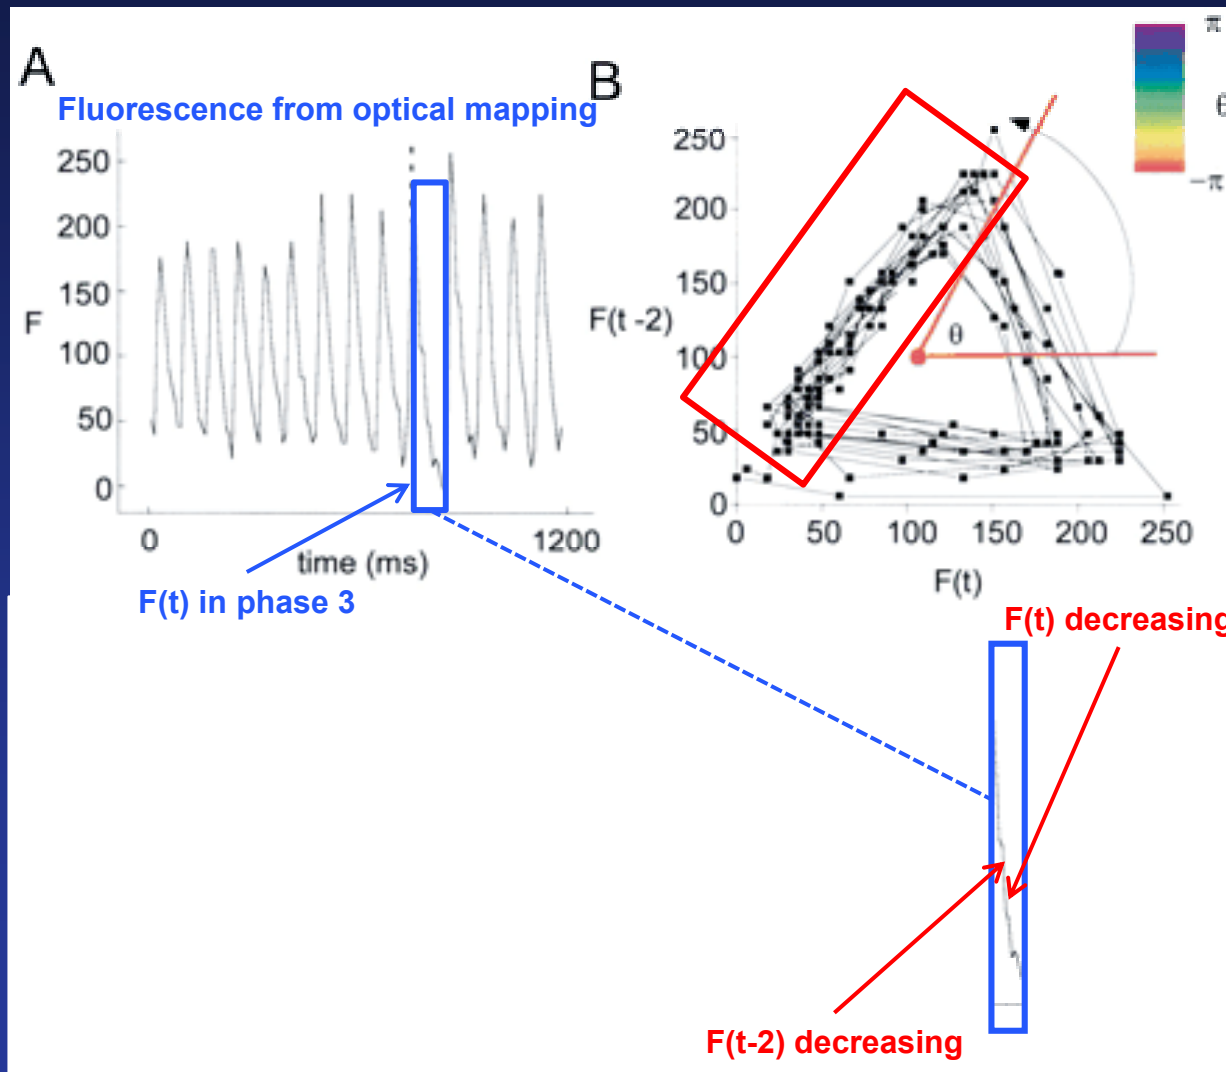 A
Fluorescence from optical mapping
250
200
150
100
50
0
F
0
1200
time (ms)
F(t) in phase 3
B
π
θ
-π
250
200
150
100
50
0
F(t -2)
θ
0
50
100
150
200
250
F(t)
F(t) decreasing
F(t-2) decreasing